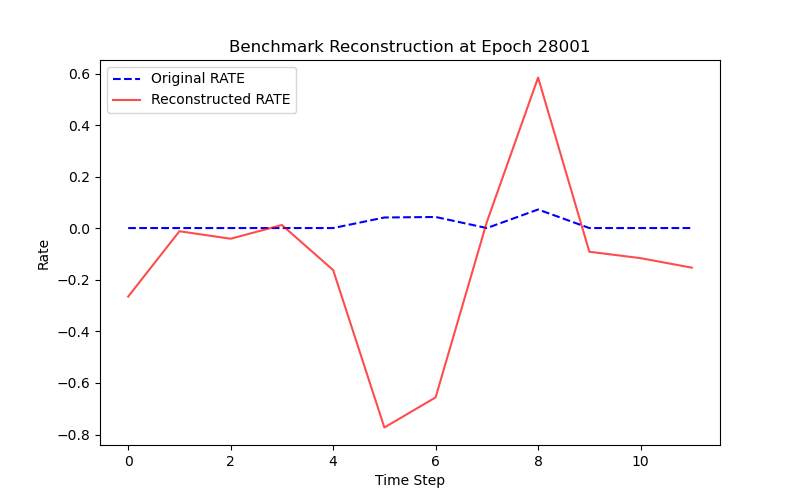 Benchmark Reconstruction at Epoch 28001
Original RATE
Reconstructed RATE
0.6
0.4
0.2
0.0
−0.2
−0.4
−0.6
−0.8
Rate
0 2 4 6 8 10
Time Step